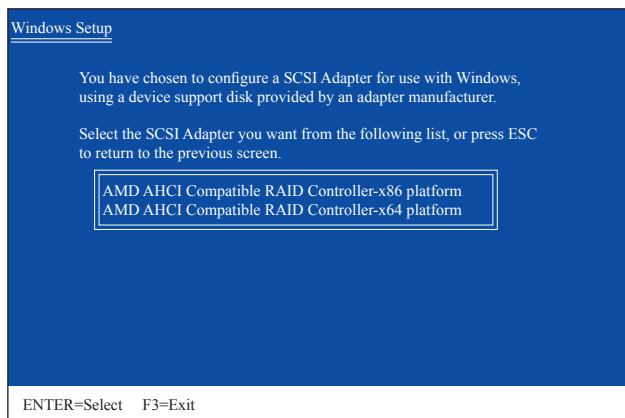 Windows Setup
You have chosen to configure a SCSI Adapter for use with Windows,
using a device support disk provided by an adapter manufacturer.
Select the SCSI Adapter you want from the following list, or press ESC
to return to the previous screen.
AMD AHCI Compatible RAID Controller-x86 platform
AMD AHCI Compatible RAID Controller-x64 platform
ENTER=Select F3=Exit